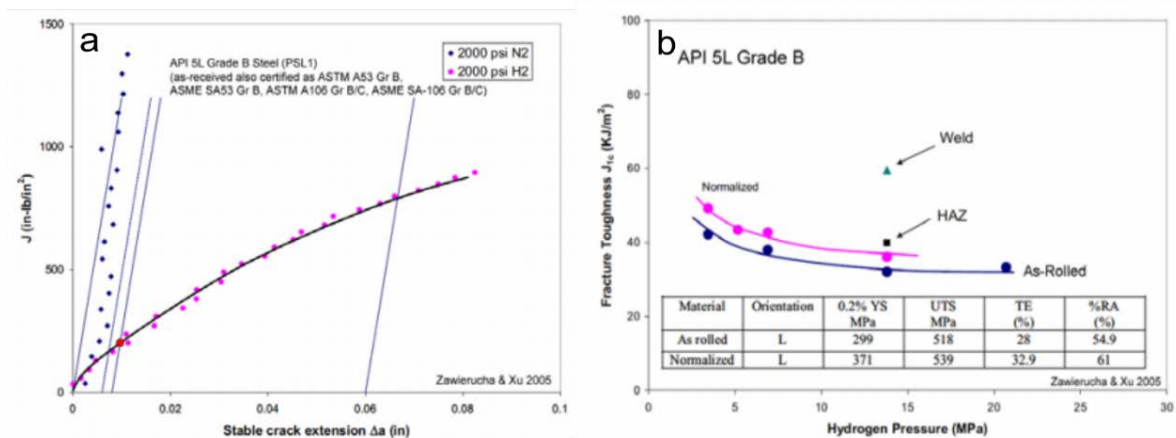 a
1500
1000
500
0
0
0.02
0.04
0.06
0.08
0.1
J (in-lb/in²)
Stable crack extension Δa (in)
2000 psi N2
2000 psi H2
API 5L Grade B Steel (PSL1)
(as-received also certified as ASTM A53 Gr B,
ASME SA53 Gr B, ASTM A106 Gr B/C, ASME SA-106 Gr B/C)
Zawierucha & Xu 2005
b
API 5L Grade B
100
80
60
40
20
0
0
5
10
15
20
25
30
Fracture Toughness J1c (KJ/m²)
Hydrogen Pressure (MPa)
Weld
Normalized
HAZ
As-Rolled
Material Orientation 0.2% YS MPa UTS MPa TE (%) %RA (%)
As rolled L 299 518 28 54.9
Normalized L 371 539 32.9 61
Zawierucha & Xu 2005